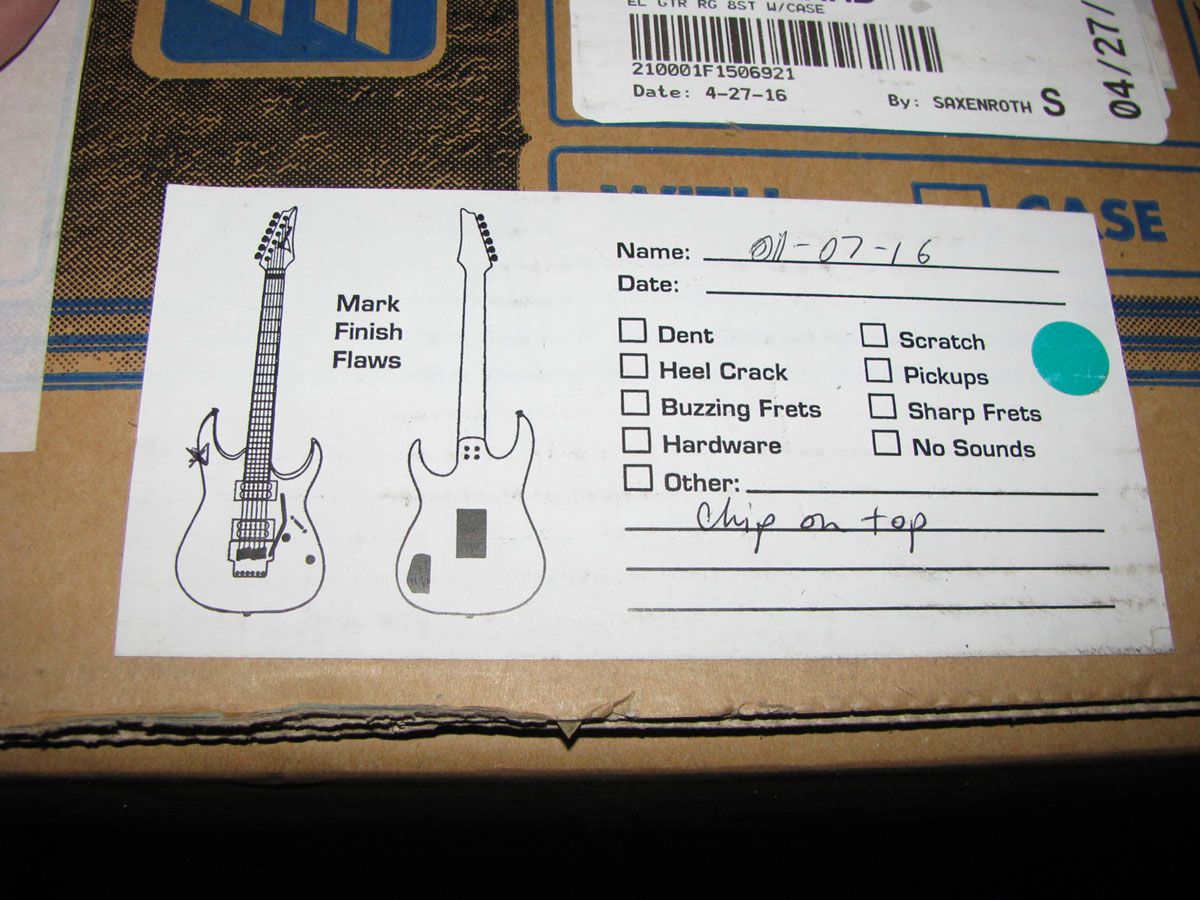 EL GTR RG 8ST W/CASE
210001F1506921
Date: 4-27-16
By: SAXENROTH S
04/27/
WITH CASE
Mark
Finish
Flaws
Name: 01-07-16
Date:
Dent
Scratch
Heel Crack
Pickups
Buzzing Frets
Sharp Frets
Hardware
No Sounds
Other:
Chip on top